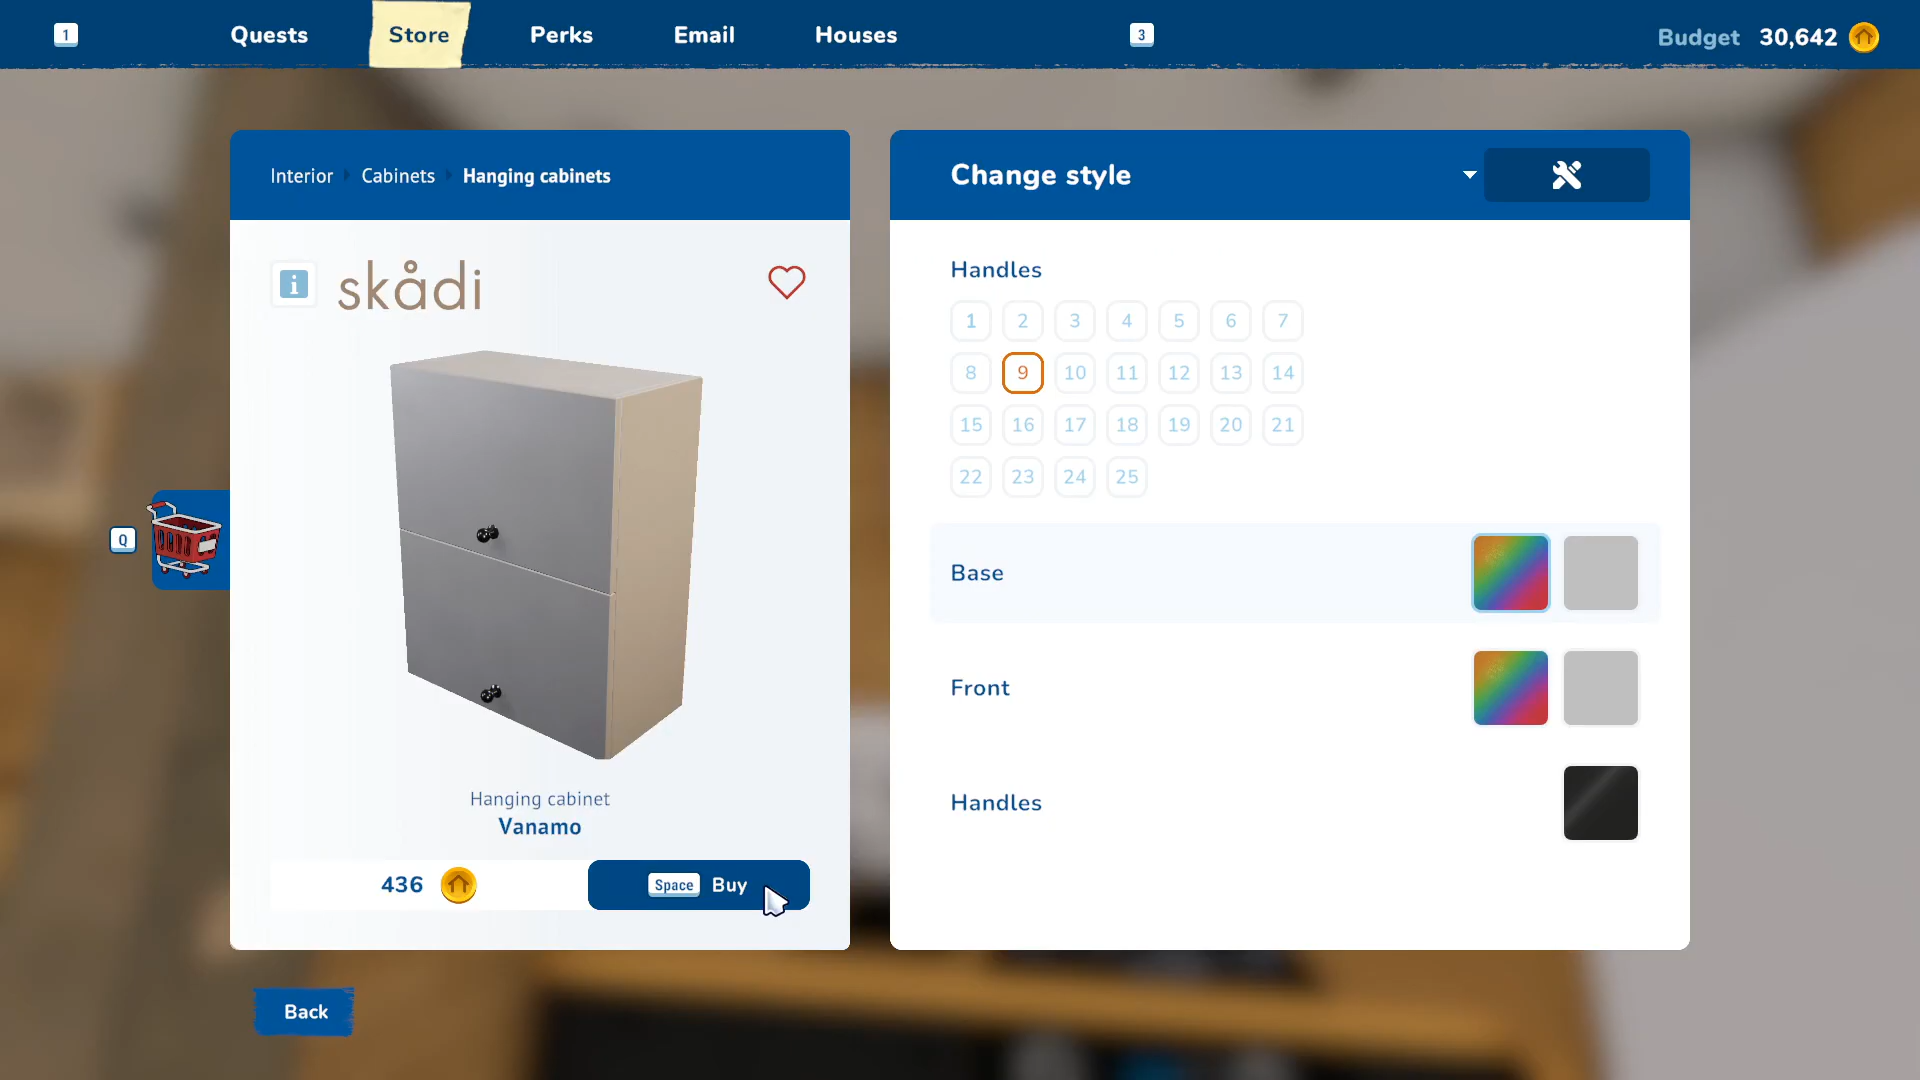 1
Quests
Store
Perks
Email
Houses
3
Budget 30,642
Interior
Cabinets
Hanging cabinets
i skådi
Hanging cabinet
Vanamo
436
Space Buy
Q
Back
Change style
Handles
1 2 3 4 5 6 7
8 9 10 11 12 13 14
15 16 17 18 19 20 21
22 23 24 25
Base
Front
Handles